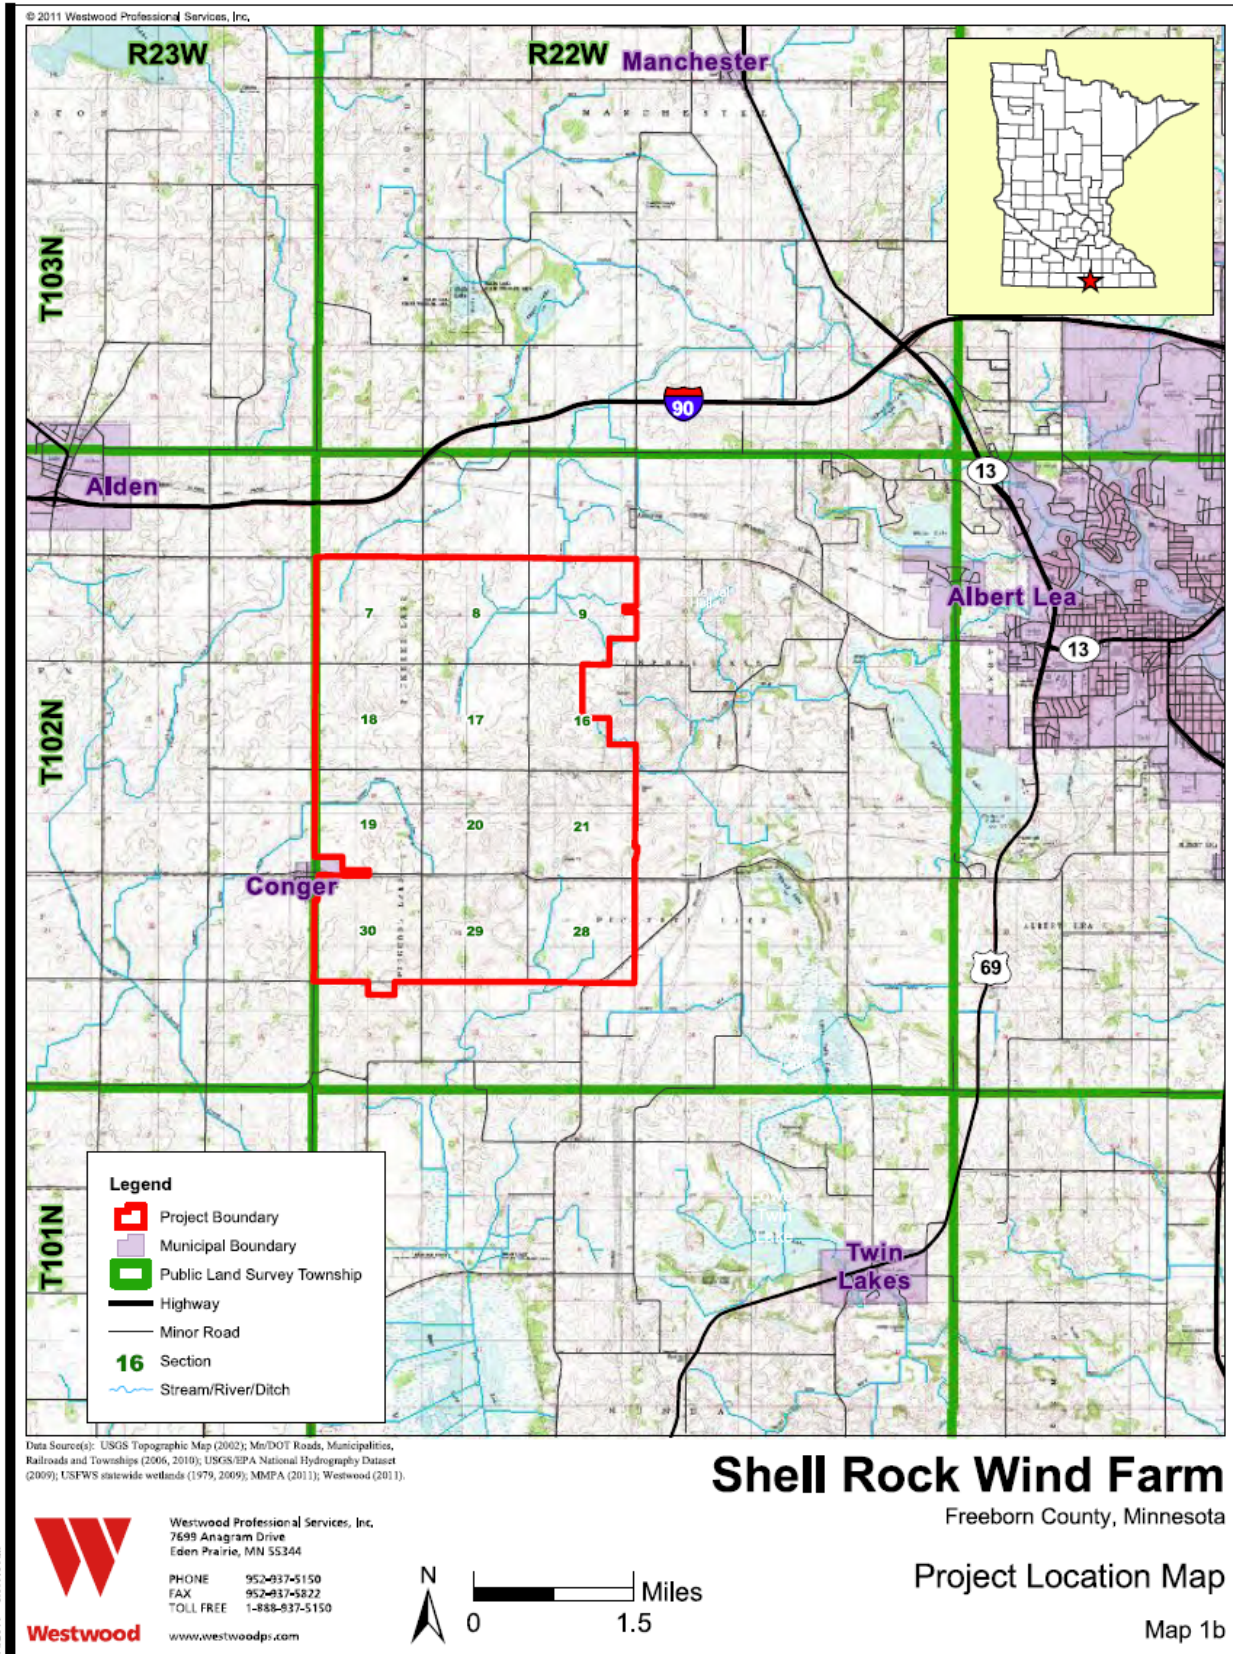 © 2011 Westwood Professional Services, Inc.
R23W
R22W
Manchester
MANCHESTER
T103N
90
13
Alden
Albert Lea
7
8
9
13
T102N
18
17
16
19
20
21
Conger
PICKEREL LAKE
ALBERT LEA
30
29
28
69
Legend
Project Boundary
Municipal Boundary
Public Land Survey Township
Highway
Minor Road
16 Section
Stream/River/Ditch
T101N
Twin
Lakes
Data Source(s): USGS Topographic Map (2002); Mn/DOT Roads, Municipalities,
Railroads and Townships (2006, 2010); USGS/EPA National Hydrography Dataset
(2009); USFWS statewide wetlands (1979, 2009); MMPA (2011); Westwood (2011).
Shell Rock Wind Farm
Freeborn County, Minnesota
Project Location Map
Map 1b
Westwood
Westwood Professional Services, Inc.
7699 Anagram Drive
Eden Prairie, MN 55344
PHONE 952-937-5150
FAX 952-937-5822
TOLL FREE 1-888-937-5150
www.westwoodps.com
N
Miles
0 1.5